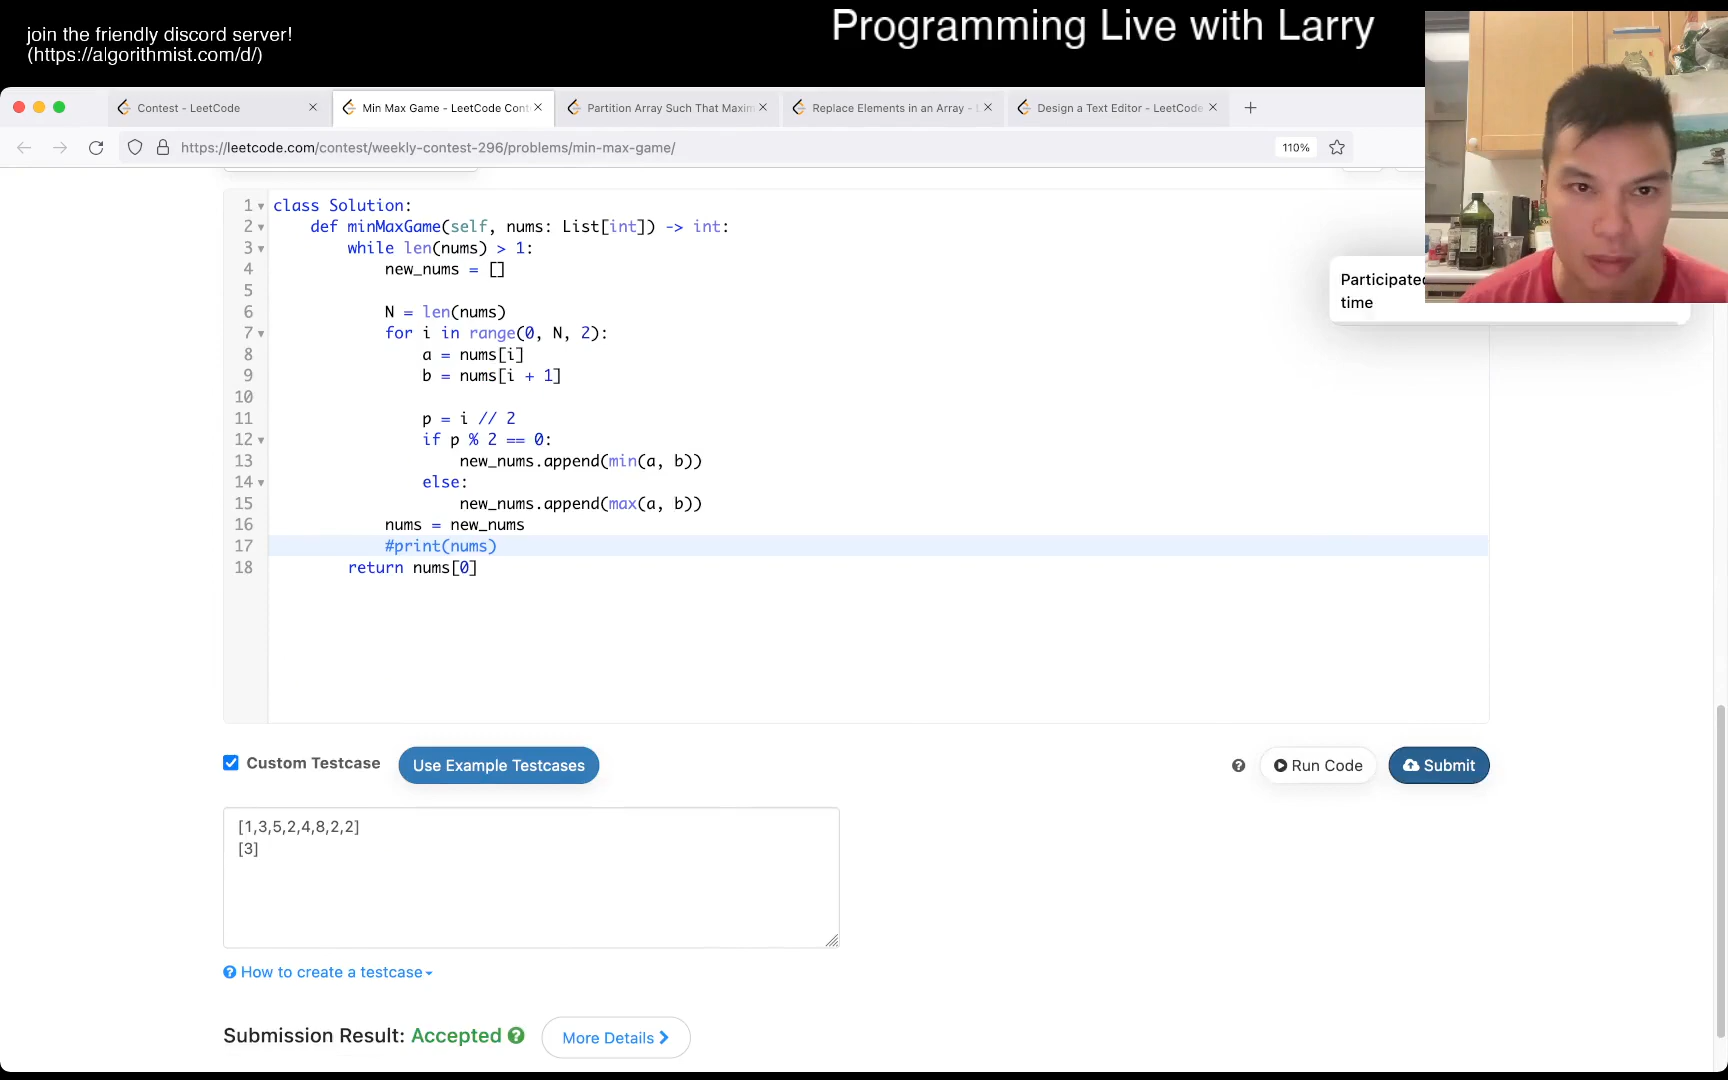 join the friendly discord server!
(https://algorithmist.com/d/)
Programming Live with Larry
Contest - LeetCode
Min Max Game - LeetCode Cont
Partition Array Such That Maxim
Replace Elements in an Array - L
Design a Text Editor - LeetCode
https://leetcode.com/contest/weekly-contest-296/problems/min-max-game/
110%
Participated
time
1 class Solution:
2 def minMaxGame(self, nums: List[int]) -> int:
3 while len(nums) > 1:
4 new_nums = []
5
6 N = len(nums)
7 for i in range(0, N, 2):
8 a = nums[i]
9 b = nums[i + 1]
10
11 p = i // 2
12 if p % 2 == 0:
13 new_nums.append(min(a, b))
14 else:
15 new_nums.append(max(a, b))
16 nums = new_nums
17 #print(nums)
18 return nums[0]
Custom Testcase
Use Example Testcases
Run Code
Submit
[1,3,5,2,4,8,2,2]
[3]
How to create a testcase
Submission Result: Accepted
More Details